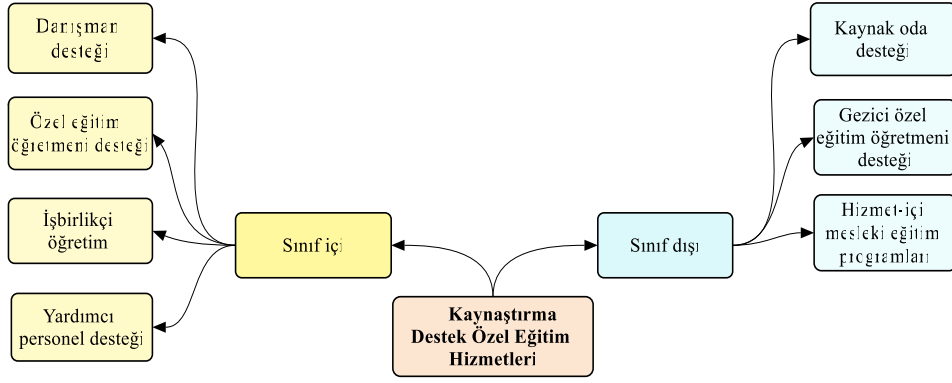 Danışman
desteği
Özel eğitim
öğretmeni desteği
İşbirlikçi
öğretim
Yardımcı
personel desteği
Sınıf içi
Kaynaştırma
Destek Özel Eğitim
Hizmetleri
Sınıf dışı
Kaynak oda
desteği
Gezici özel
eğitim öğretmeni
desteği
Hizmet-içi
mesleki eğitim
programları